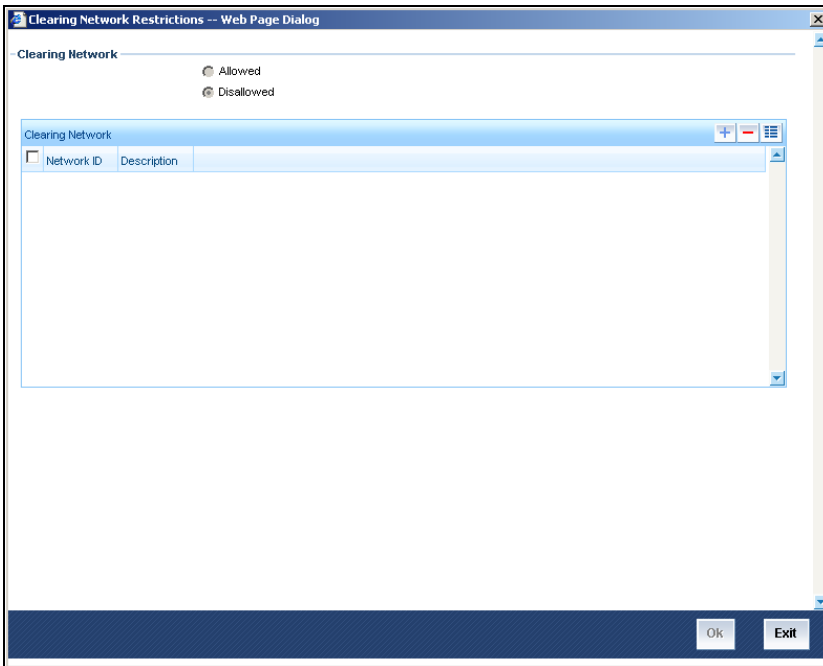 Clearing Network Restrictions -- Web Page Dialog
Clearing Network
Allowed
Disallowed
Clearing Network
Network ID Description
Ok Exit